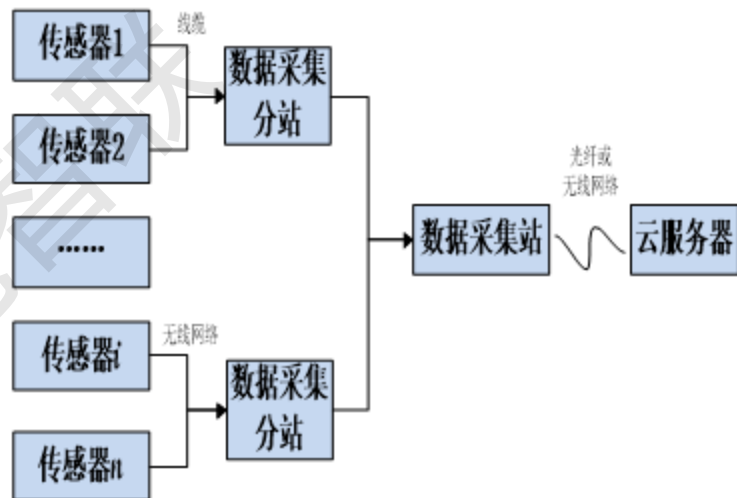 传感器1
线缆
传感器2
数据采集
分站
……
传感器i
无线网络
传感器n
数据采集
分站
数据采集站
光纤或
无线网络
云服务器
智联